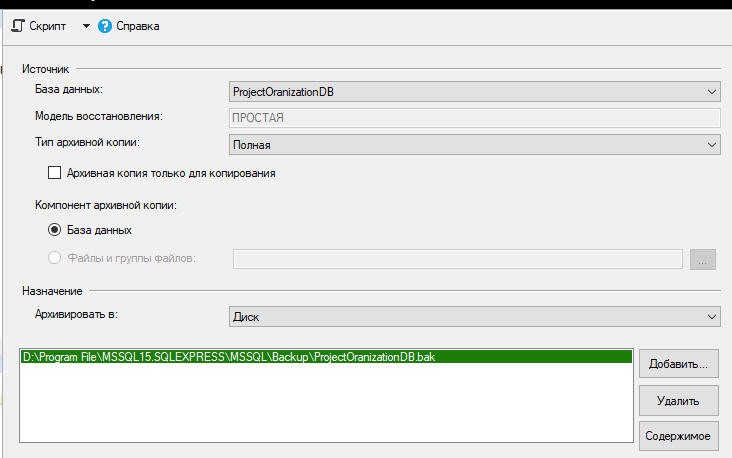 Скрипт Справка
Источник
База данных: ProjectOranizationDB
Модель восстановления: ПРОСТАЯ
Тип архивной копии: Полная
Архивная копия только для копирования
Компонент архивной копии:
База данных
Файлы и группы файлов: ...
Назначение
Архивировать в: Диск
D:\Program File\MSSQL15.SQLEXPRESS\MSSQL\Backup\ProjectOranizationDB.bak
Добавить...
Удалить
Содержимое